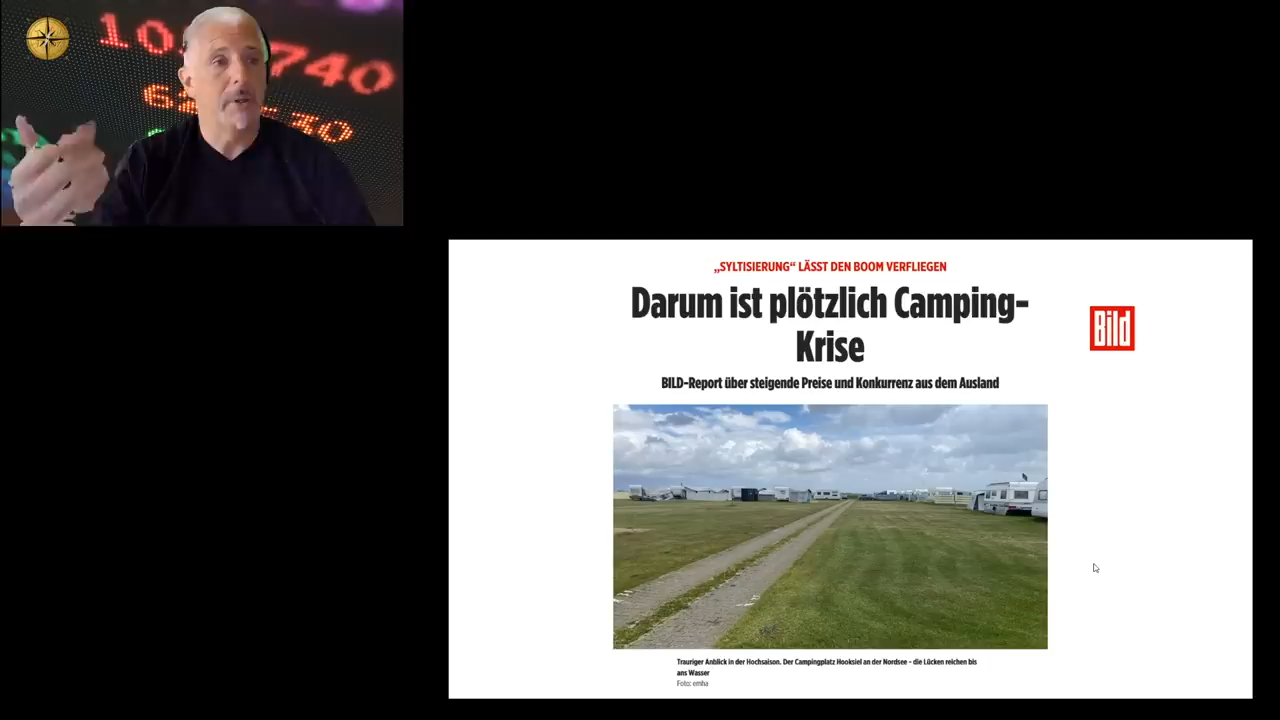 740
„SYLTISIERUNG“ LÄSST DEN BOOM VERFLIEGEN
Darum ist plötzlich Camping-
Krise
Bild
BILD-Report über steigende Preise und Konkurrenz aus dem Ausland
Trauriger Anblick in der Hochsaison. Der Campingplatz Hooksiel an der Nordsee – die Lücken reichen bis
ans Wasser
Foto: emha